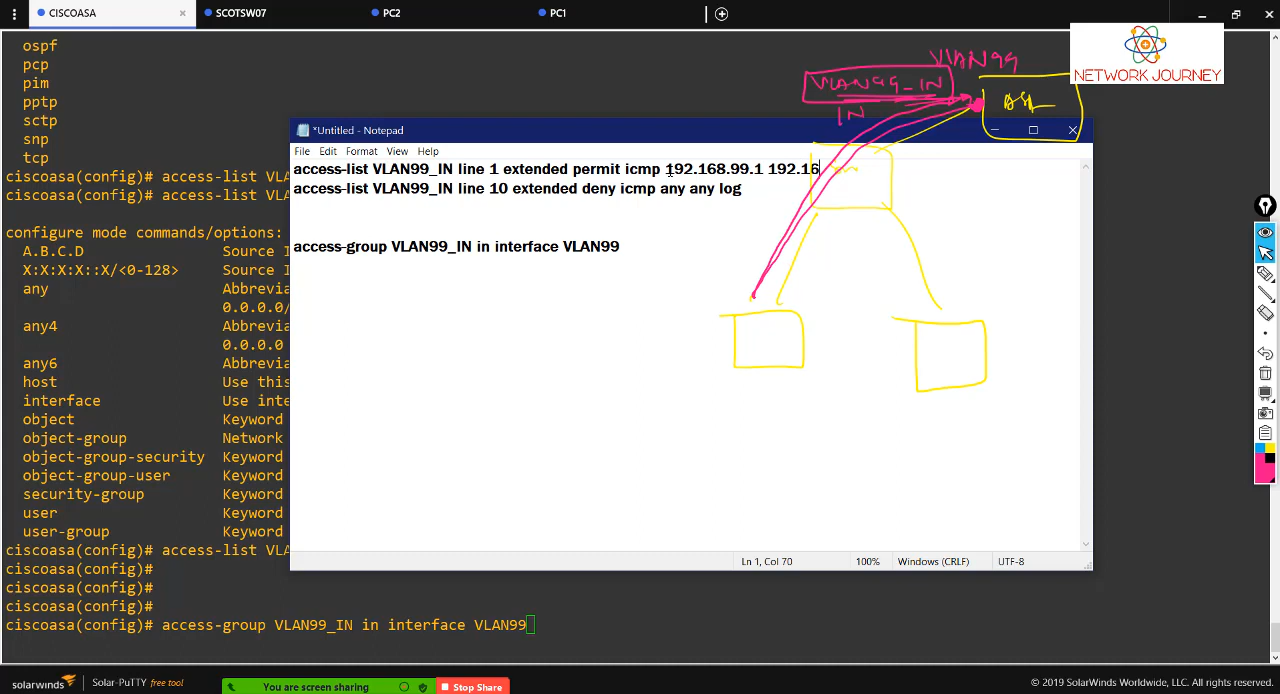 CISCOASA × SCOTSW07 PC2 PC1
NETWORK JOURNEY
VLAN99
VLAN99_IN
IN
ospf
pcp
pim
pptp
sctp
snp
tcp
ciscoasa(config)# access-list VLA
ciscoasa(config)# access-list VLA
configure mode commands/options:
A.B.C.D Source I
X:X:X:X::X/<0-128> Source I
any Abbrevia
0.0.0.0/
any4 Abbrevia
0.0.0.0
any6 Abbrevia
host Use this
interface Use inte
object Keyword
object-group Network
object-group-security Keyword
object-group-user Keyword
security-group Keyword
user Keyword
user-group Keyword
ciscoasa(config)# access-list VLA
ciscoasa(config)#
ciscoasa(config)#
ciscoasa(config)#
ciscoasa(config)# access-group VLAN99_IN in interface VLAN99
*Untitled - Notepad
File Edit Format View Help
access-list VLAN99_IN line 1 extended permit icmp 192.168.99.1 192.16
access-list VLAN99_IN line 10 extended deny icmp any any log
access-group VLAN99_IN in interface VLAN99
Ln 1, Col 70 100% Windows (CRLF) UTF-8
solarwinds Solar-PuTTY free tool
You are screen sharing Stop Share
© 2019 SolarWinds Worldwide, LLC. All rights reserved.